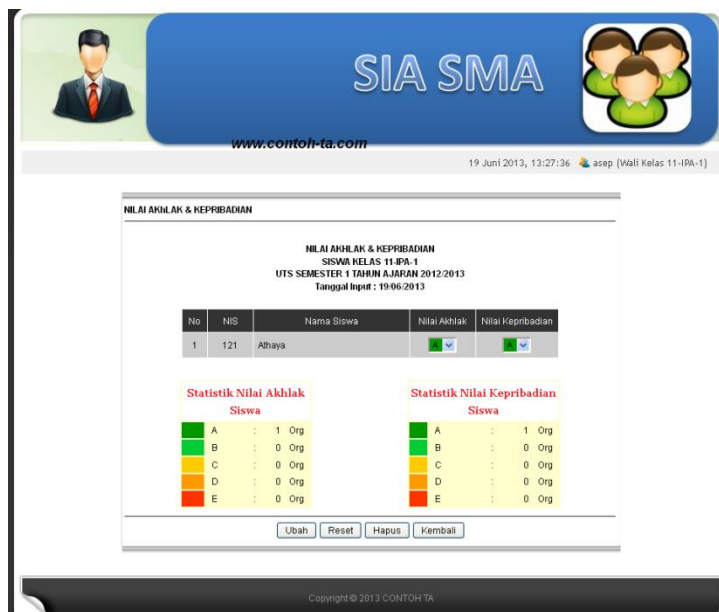 SIA SMA
www.contoh-ta.com
19 Juni 2013, 13:27:36 asep (Wali Kelas 11-IPA-1)
NILAI AKhLAK & KEPRIBADIAN
NILAI AKHLAK & KEPRIBADIAN
SISWA KELAS 11-IPA-1
UTS SEMESTER 1 TAHUN AJARAN 2012/2013
Tanggal Input : 19/06/2013
No NIS Nama Siswa Nilai Akhlak Nilai Kepribadian
1 121 Athaya A A
Statistik Nilai Akhlak
Siswa
A : 1 Org
B : 0 Org
C : 0 Org
D : 0 Org
E : 0 Org
Statistik Nilai Kepribadian
Siswa
A : 1 Org
B : 0 Org
C : 0 Org
D : 0 Org
E : 0 Org
Ubah Reset Hapus Kembali
Copyright © 2013 CONTOH TA